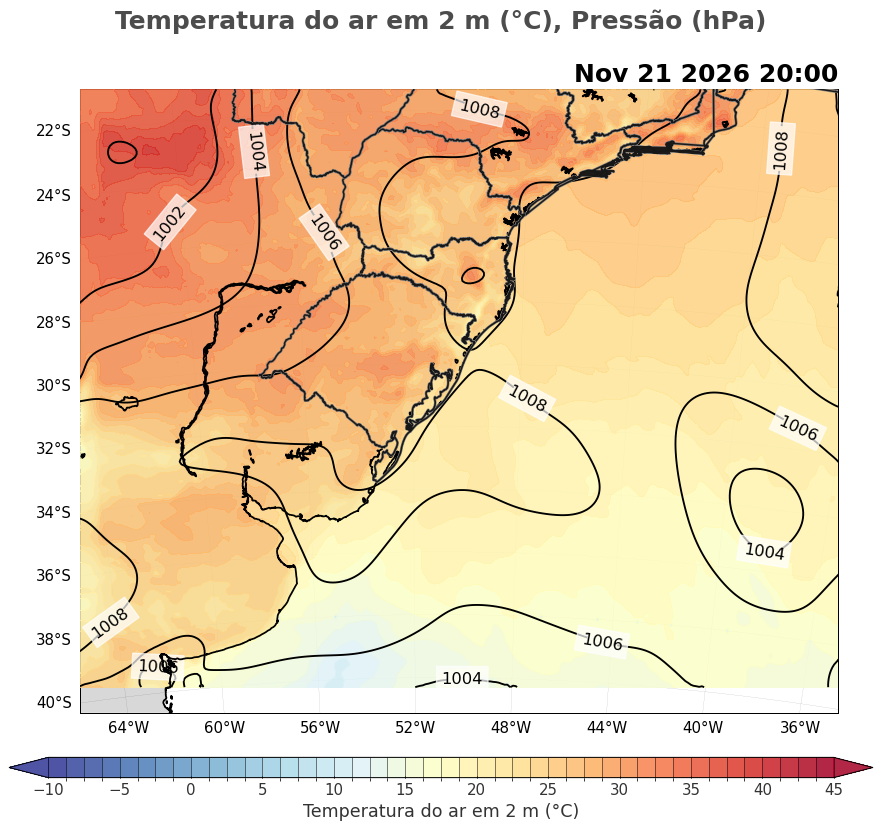 Temperatura do ar em 2 m (°C), Pressão (hPa)
Nov 21 2026 20:00
22°S
24°S
26°S
28°S
30°S
32°S
34°S
36°S
38°S
40°S
1008
1004
1008
1002
1006
1008
1006
1004
1008
1006
1006
1004
64°W
60°W
56°W
52°W
48°W
44°W
40°W
36°W
−10
−5
0
5
10
15
20
25
30
35
40
45
Temperatura do ar em 2 m (°C)